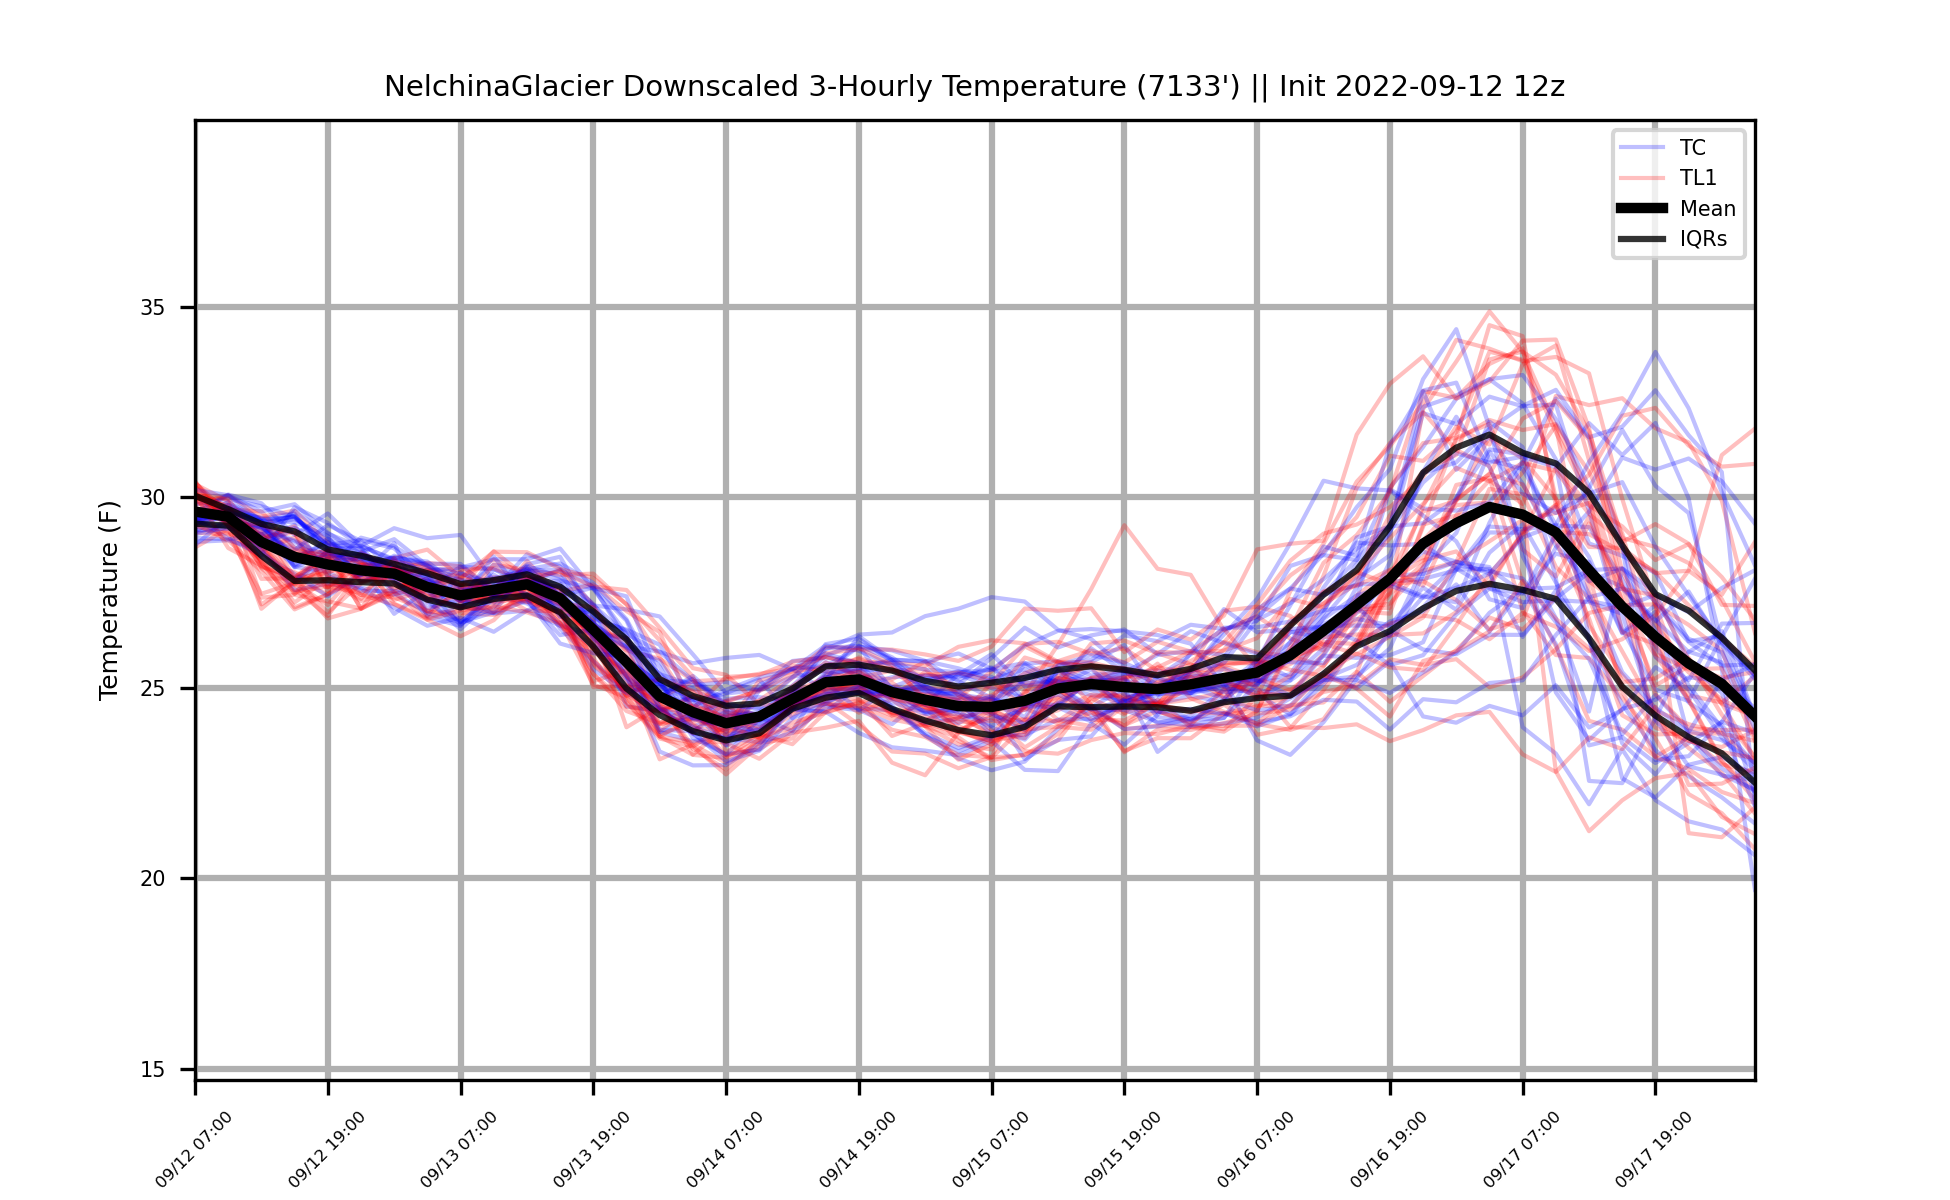 NelchinaGlacier Downscaled 3-Hourly Temperature (7133') || Init 2022-09-12 12z
TC
TL1
Mean
IQRs
Temperature (F)
35
30
25
20
15
09/12 07:00
09/12 19:00
09/13 07:00
09/13 19:00
09/14 07:00
09/14 19:00
09/15 07:00
09/15 19:00
09/16 07:00
09/16 19:00
09/17 07:00
09/17 19:00